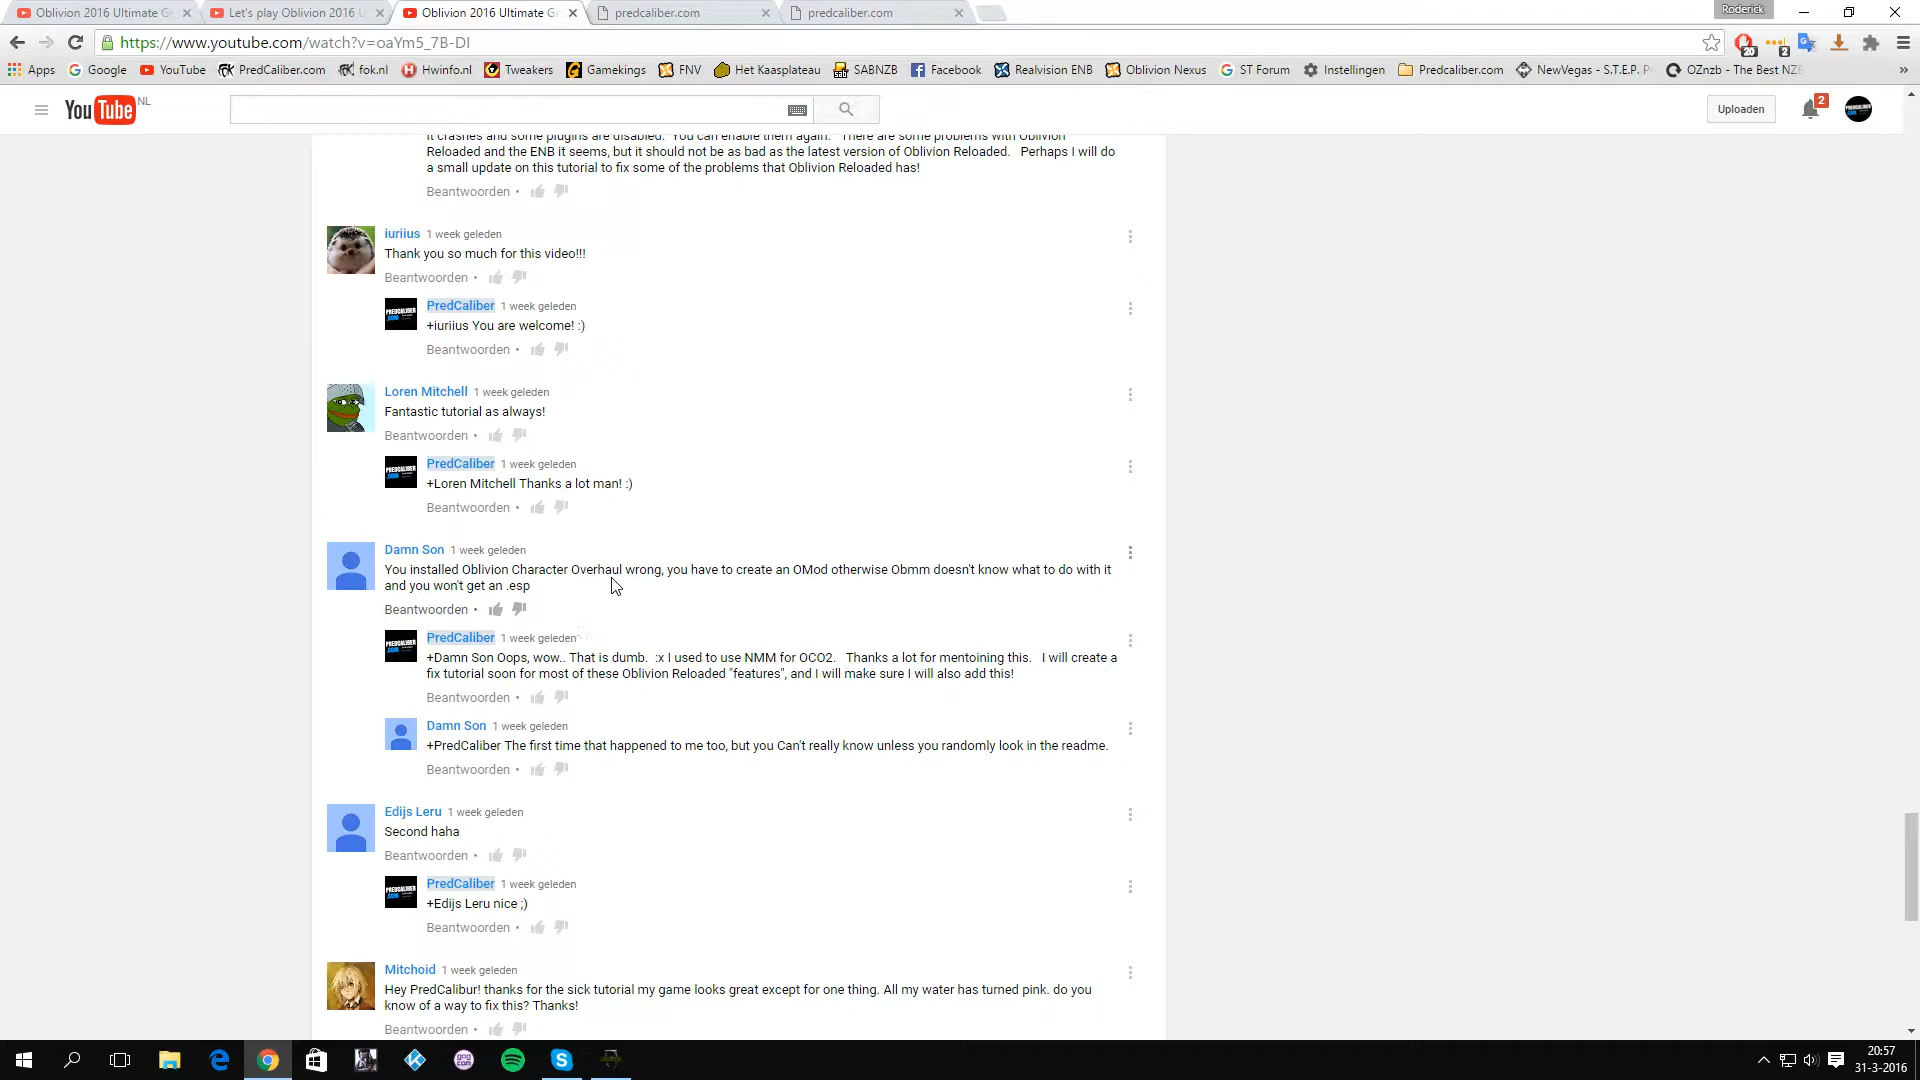 Oblivion 2016 Ultimate G
Let's play Oblivion 2016 U
Oblivion 2016 Ultimate G
predcaliber.com
predcaliber.com
Roderick
https://www.youtube.com/watch?v=oaYm5_7B-DI
20
2
Apps
Google
YouTube
PredCaliber.com
fok.nl
Hwinfo.nl
Tweakers
Gamekings
FNV
Het Kaasplateau
SABNZB
Facebook
Realvision ENB
Oblivion Nexus
ST Forum
Instellingen
Predcaliber.com
NewVegas - S.T.E.P. P
OZnzb - The Best NZB
»
You Tube NL
Uploaden
2
It crashes and some plugins are disabled. You can enable them again. There are some problems with Oblivion
Reloaded and the ENB it seems, but it should not be as bad as the latest version of Oblivion Reloaded. Perhaps I will do
a small update on this tutorial to fix some of the problems that Oblivion Reloaded has!
Beantwoorden •
iuriius 1 week geleden
Thank you so much for this video!!!
Beantwoorden •
PredCaliber 1 week geleden
+iuriius You are welcome! :)
Beantwoorden •
Loren Mitchell 1 week geleden
Fantastic tutorial as always!
Beantwoorden •
PredCaliber 1 week geleden
+Loren Mitchell Thanks a lot man! :)
Beantwoorden •
Damn Son 1 week geleden
You installed Oblivion Character Overhaul wrong, you have to create an OMod otherwise Obmm doesn't know what to do with it
and you won't get an .esp
Beantwoorden •
PredCaliber 1 week geleden
+Damn Son Oops, wow.. That is dumb. :x I used to use NMM for OCO2. Thanks a lot for mentoining this. I will create a
fix tutorial soon for most of these Oblivion Reloaded "features", and I will make sure I will also add this!
Beantwoorden •
Damn Son 1 week geleden
+PredCaliber The first time that happened to me too, but you Can't really know unless you randomly look in the readme.
Beantwoorden •
Edijs Leru 1 week geleden
Second haha
Beantwoorden •
PredCaliber 1 week geleden
+Edijs Leru nice ;)
Beantwoorden •
Mitchoid 1 week geleden
Hey PredCalibur! thanks for the sick tutorial my game looks great except for one thing. All my water has turned pink. do you
know of a way to fix this? Thanks!
Beantwoorden •
20:57
31-3-2016